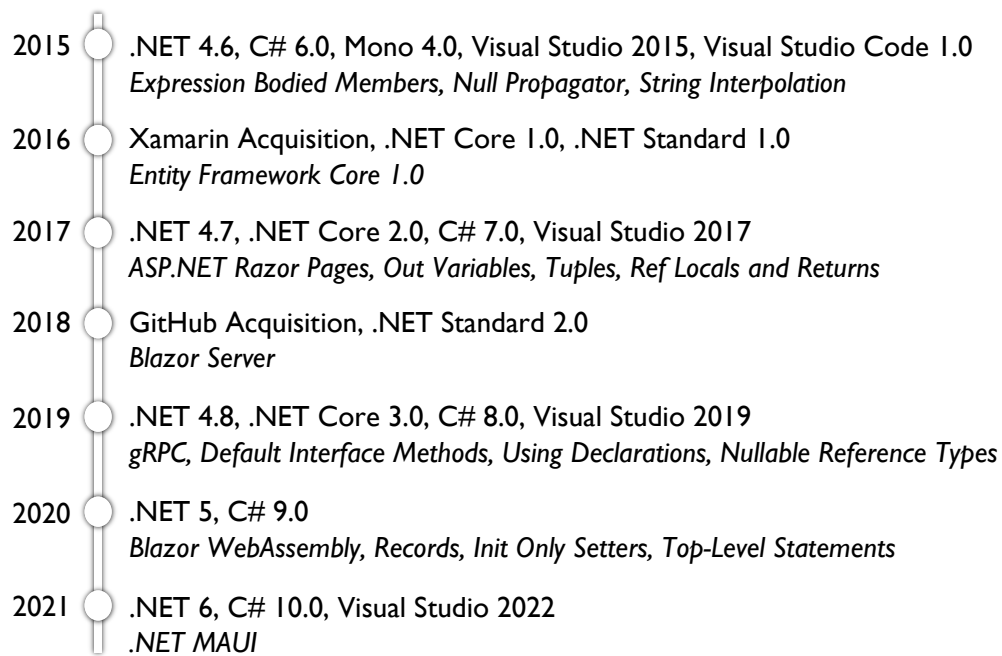 2015 .NET 4.6, C# 6.0, Mono 4.0, Visual Studio 2015, Visual Studio Code 1.0
Expression Bodied Members, Null Propagator, String Interpolation
2016 Xamarin Acquisition, .NET Core 1.0, .NET Standard 1.0
Entity Framework Core 1.0
2017 .NET 4.7, .NET Core 2.0, C# 7.0, Visual Studio 2017
ASP.NET Razor Pages, Out Variables, Tuples, Ref Locals and Returns
2018 GitHub Acquisition, .NET Standard 2.0
Blazor Server
2019 .NET 4.8, .NET Core 3.0, C# 8.0, Visual Studio 2019
gRPC, Default Interface Methods, Using Declarations, Nullable Reference Types
2020 .NET 5, C# 9.0
Blazor WebAssembly, Records, Init Only Setters, Top-Level Statements
2021 .NET 6, C# 10.0, Visual Studio 2022
.NET MAUI